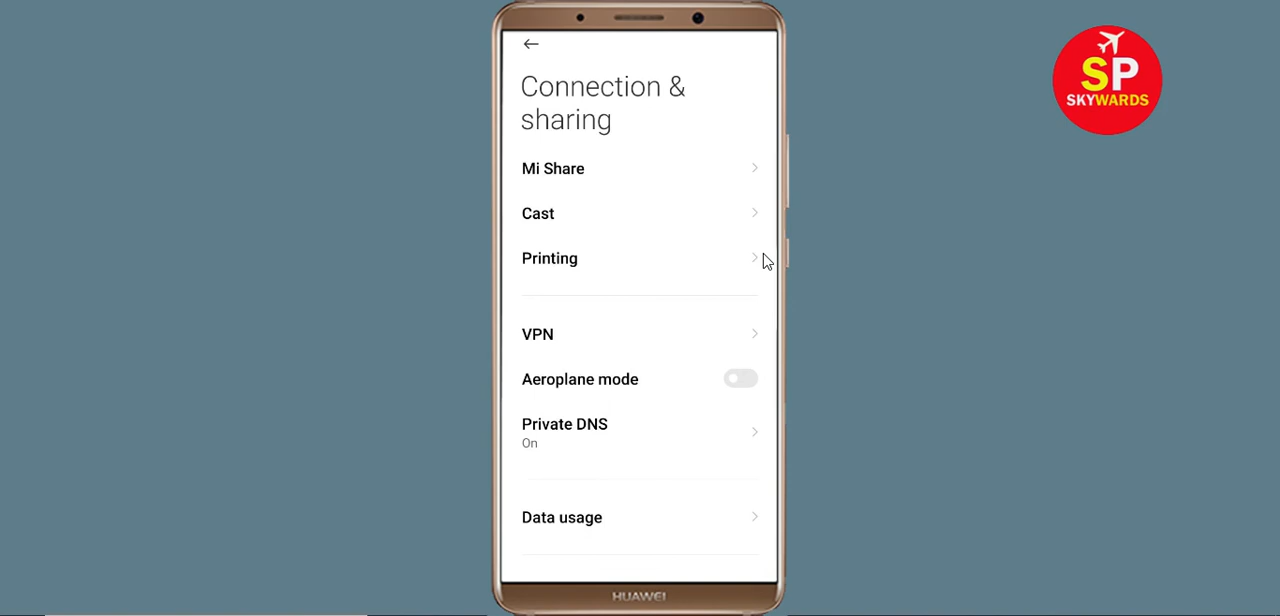 Connection &
sharing
Mi Share
Cast
Printing
VPN
Aeroplane mode
Private DNS
On
Data usage
HUAWEI
SP
SKYWARDS